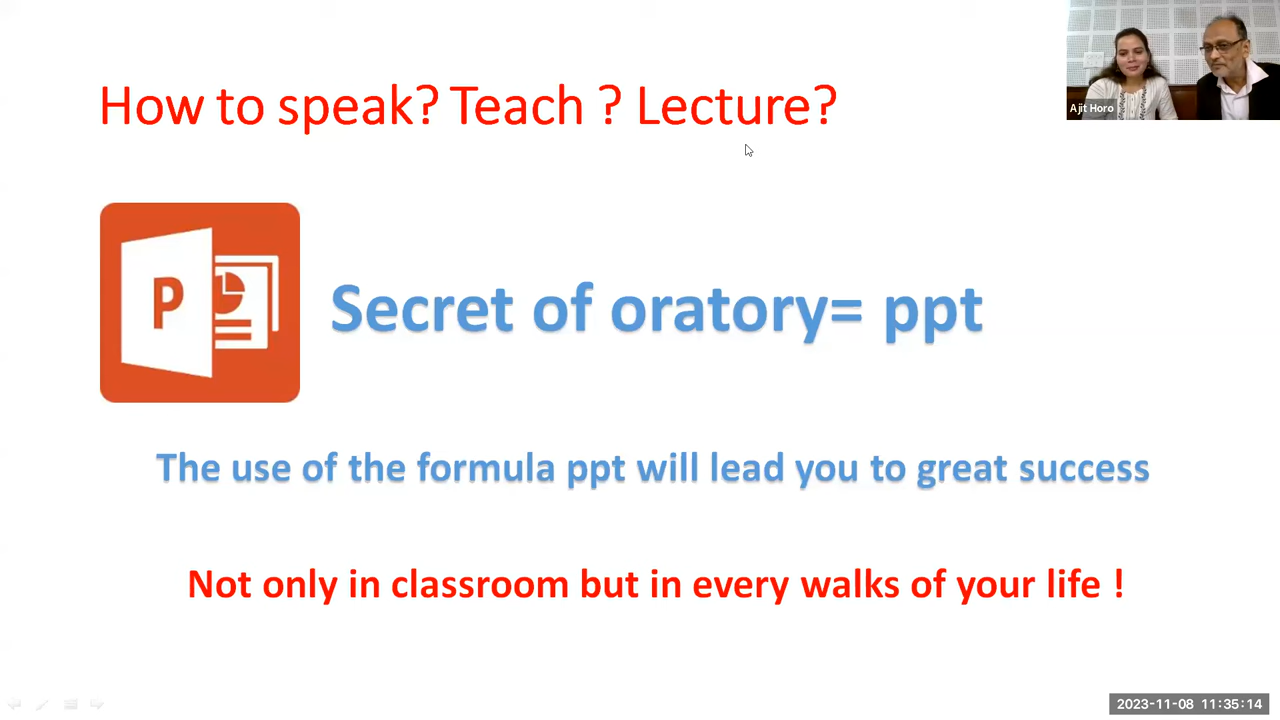 How to speak? Teach ? Lecture?
Ajit Horo
P
Secret of oratory= ppt
The use of the formula ppt will lead you to great success
Not only in classroom but in every walks of your life !
2023-11-08 11:35:14